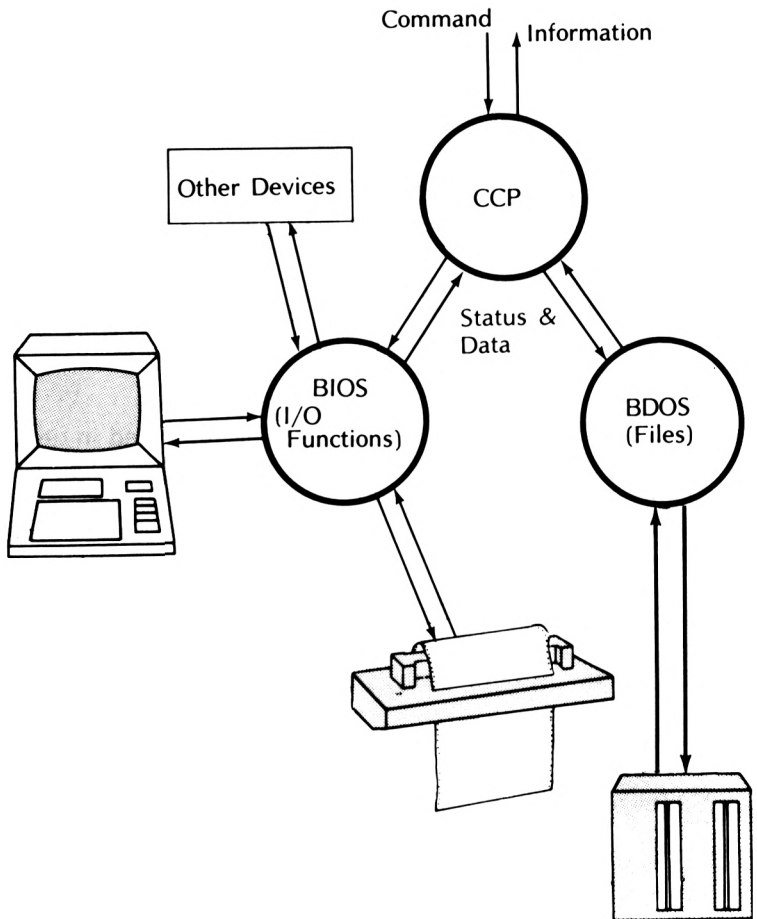 Command
Information
Other Devices
CCP
Status &
Data
BIOS
(I/O
Functions)
BDOS
(Files)